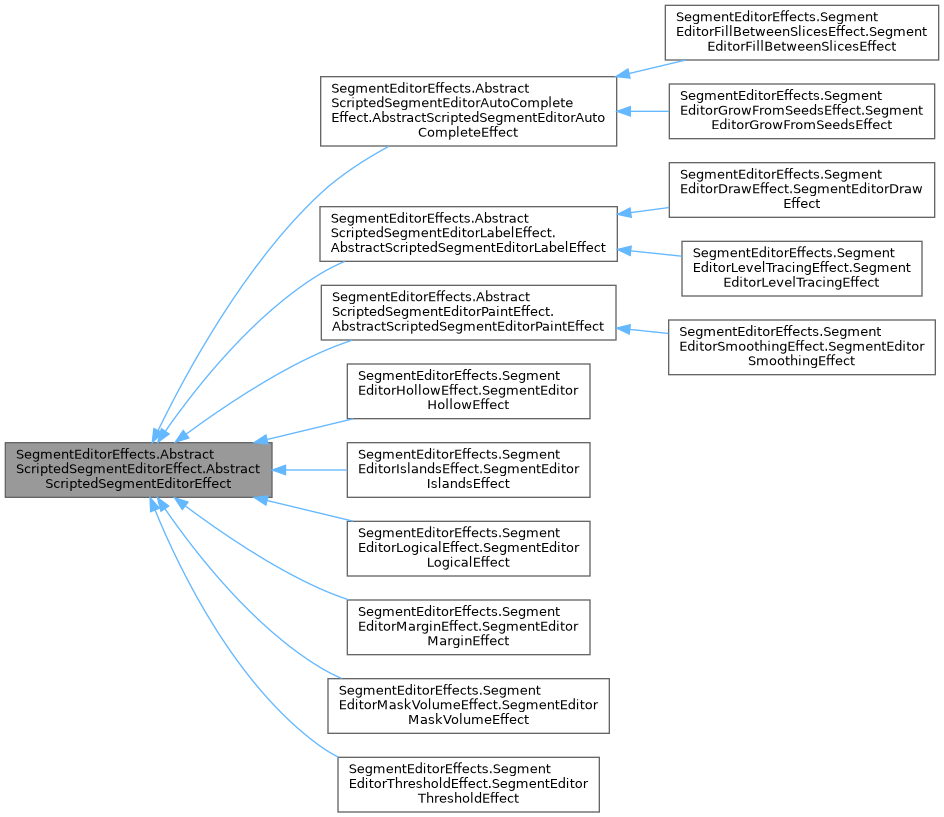 SegmentEditorEffects.Segment
EditorFillBetweenSlicesEffect.Segment
EditorFillBetweenSlicesEffect
SegmentEditorEffects.Abstract
ScriptedSegmentEditorAutoComplete
Effect.AbstractScriptedSegmentEditorAuto
CompleteEffect
SegmentEditorEffects.Segment
EditorGrowFromSeedsEffect.Segment
EditorGrowFromSeedsEffect
SegmentEditorEffects.Segment
EditorDrawEffect.SegmentEditorDraw
Effect
SegmentEditorEffects.Abstract
ScriptedSegmentEditorLabelEffect.
AbstractScriptedSegmentEditorLabelEffect
SegmentEditorEffects.Segment
EditorLevelTracingEffect.Segment
EditorLevelTracingEffect
SegmentEditorEffects.Abstract
ScriptedSegmentEditorPaintEffect.
AbstractScriptedSegmentEditorPaintEffect
SegmentEditorEffects.Segment
EditorSmoothingEffect.SegmentEditor
SmoothingEffect
SegmentEditorEffects.Segment
EditorHollowEffect.SegmentEditor
HollowEffect
SegmentEditorEffects.Abstract
ScriptedSegmentEditorEffect.Abstract
ScriptedSegmentEditorEffect
SegmentEditorEffects.Segment
EditorIslandsEffect.SegmentEditor
IslandsEffect
SegmentEditorEffects.Segment
EditorLogicalEffect.SegmentEditor
LogicalEffect
SegmentEditorEffects.Segment
EditorMarginEffect.SegmentEditor
MarginEffect
SegmentEditorEffects.Segment
EditorMaskVolumeEffect.SegmentEditor
MaskVolumeEffect
SegmentEditorEffects.Segment
EditorThresholdEffect.SegmentEditor
ThresholdEffect